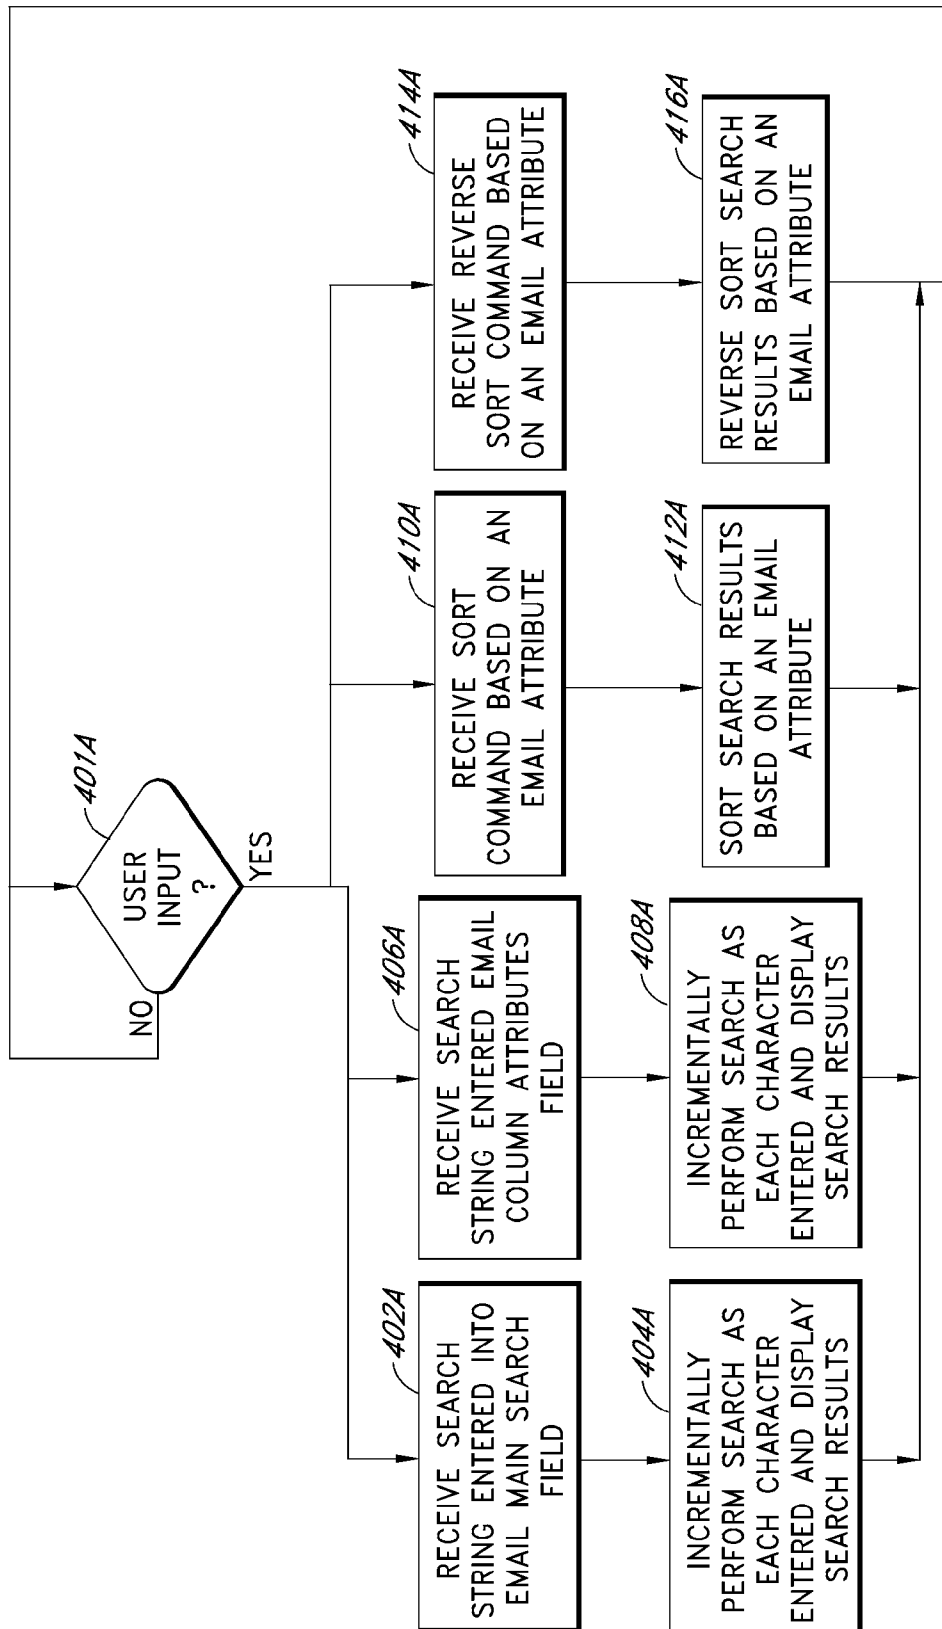 401A
USER
INPUT
?
NO
YES
402A
RECEIVE SEARCH
STRING ENTERED INTO
EMAIL MAIN SEARCH
FIELD
406A
RECEIVE SEARCH
STRING ENTERED EMAIL
COLUMN ATTRIBUTES
FIELD
410A
RECEIVE SORT
COMMAND BASED ON AN
EMAIL ATTRIBUTE
414A
RECEIVE REVERSE
SORT COMMAND BASED
ON AN EMAIL ATTRIBUTE
404A
INCREMENTALLY
PERFORM SEARCH AS
EACH CHARACTER
ENTERED AND DISPLAY
SEARCH RESULTS
408A
INCREMENTALLY
PERFORM SEARCH AS
EACH CHARACTER
ENTERED AND DISPLAY
SEARCH RESULTS
412A
SORT SEARCH RESULTS
BASED ON AN EMAIL
ATTRIBUTE
416A
REVERSE SORT SEARCH
RESULTS BASED ON AN
EMAIL ATTRIBUTE